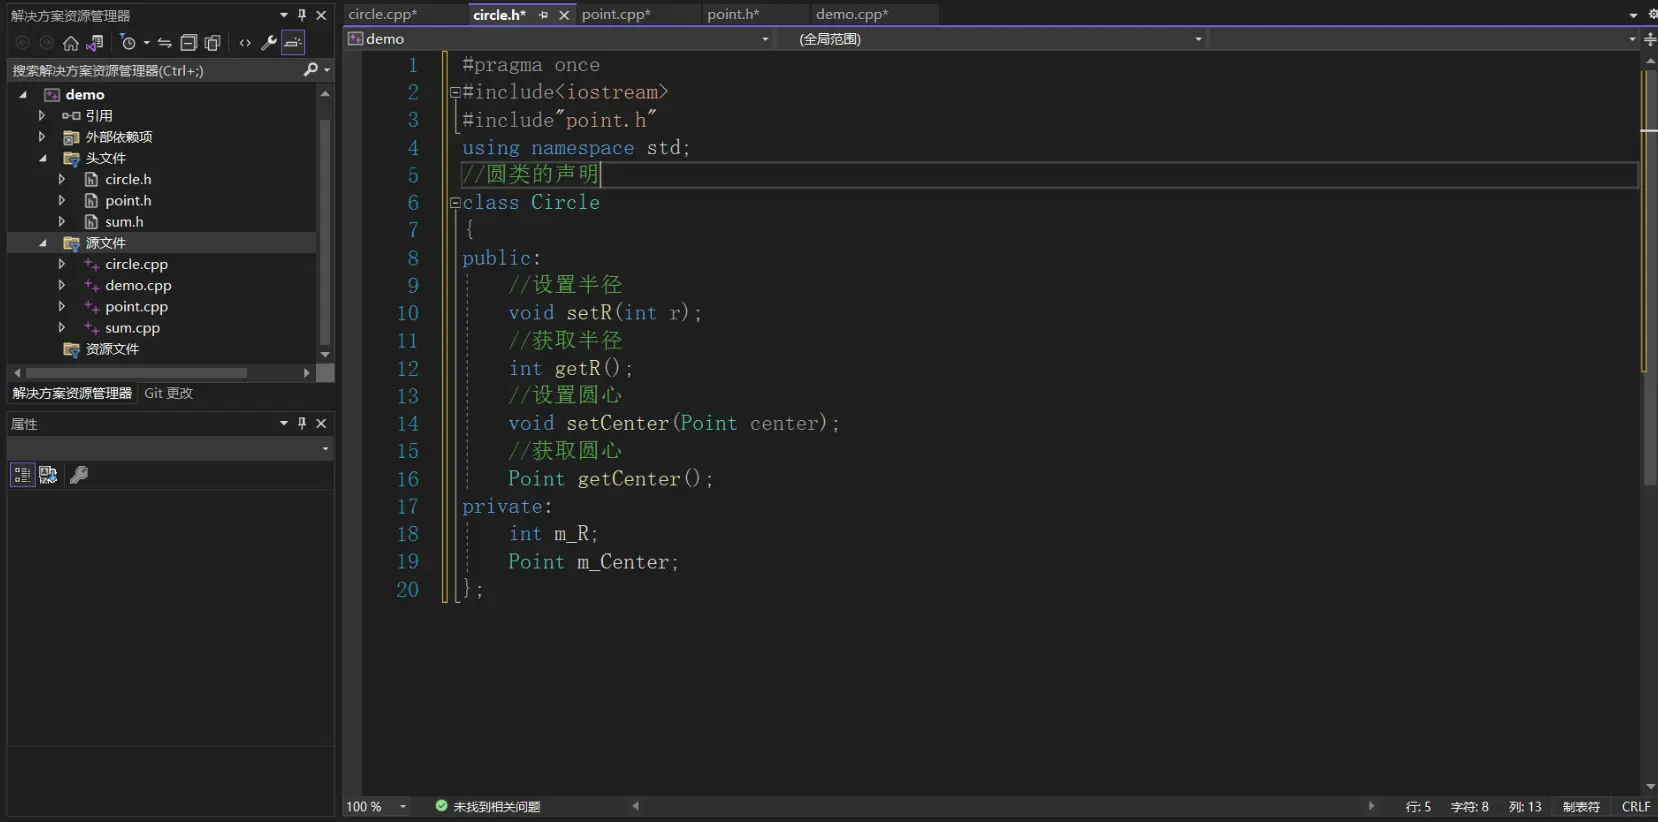 解决方案资源管理器
搜索解决方案资源管理器(Ctrl+;)
demo
引用
外部依赖项
头文件
circle.h
point.h
sum.h
源文件
circle.cpp
demo.cpp
point.cpp
sum.cpp
资源文件
解决方案资源管理器 Git 更改
属性
circle.cpp* circle.h* point.cpp* point.h* demo.cpp*
demo (全局范围)
1 #pragma once
2 #include<iostream>
3 #include"point.h"
4 using namespace std;
5 //圆类的声明
6 class Circle
7 {
8 public:
9 //设置半径
10 void setR(int r);
11 //获取半径
12 int getR();
13 //设置圆心
14 void setCenter(Point center);
15 //获取圆心
16 Point getCenter();
17 private:
18 int m_R;
19 Point m_Center;
20 };
100 % 未找到相关问题 行: 5 字符: 8 列: 13 制表符 CRLF